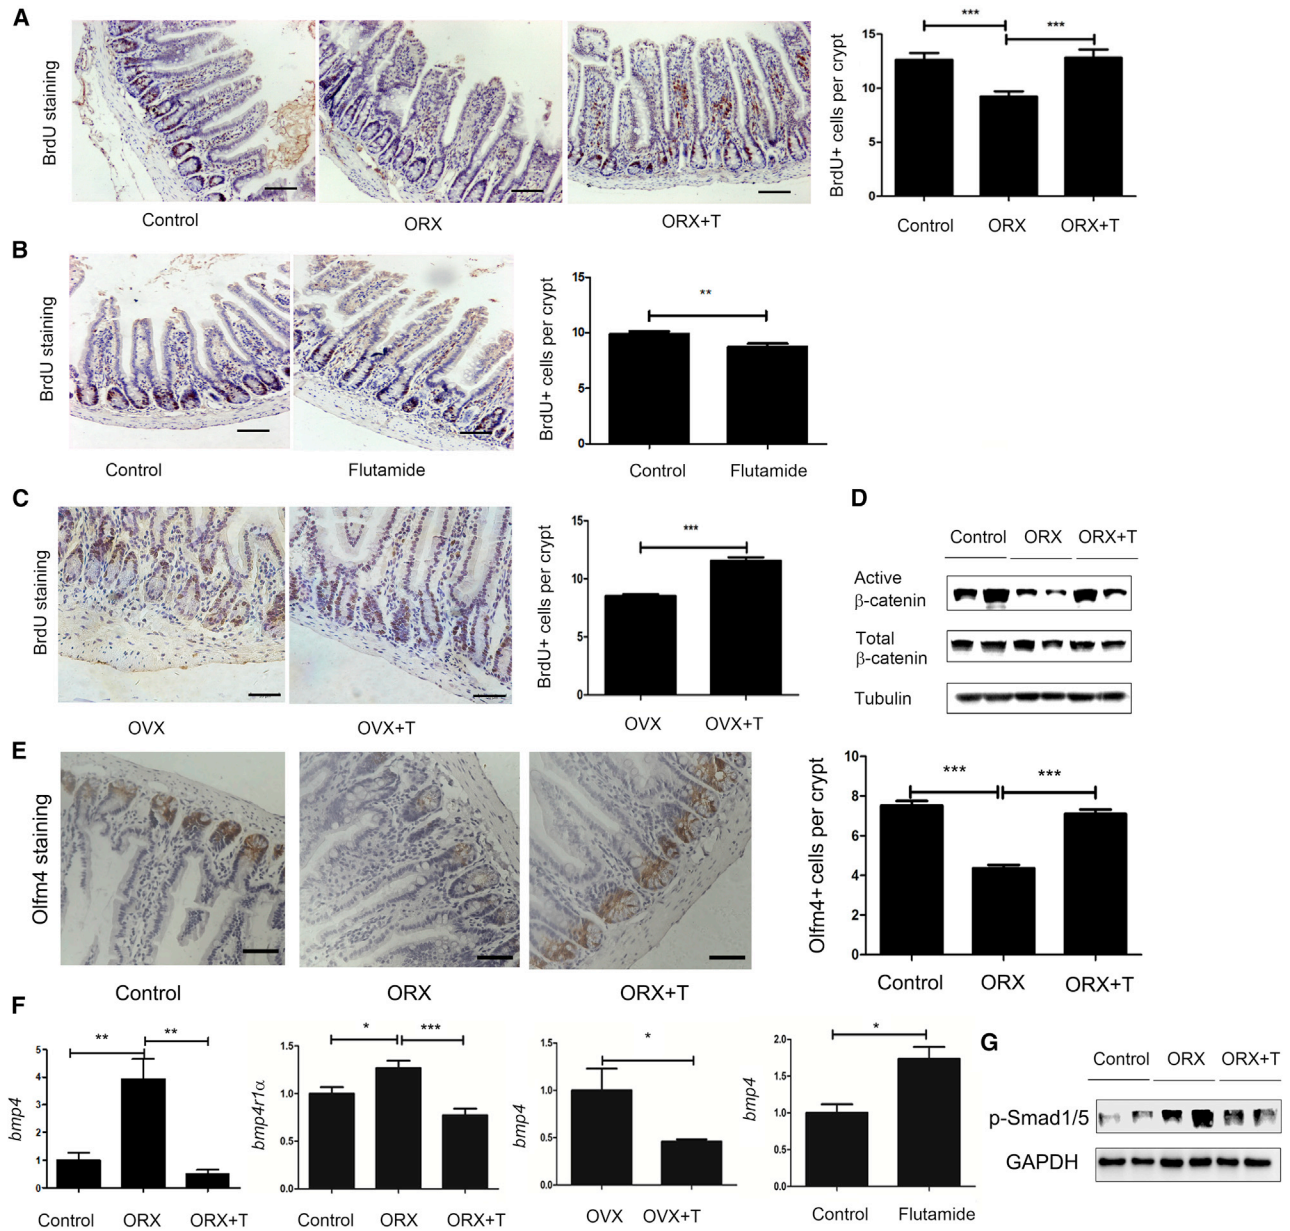 A
BrdU staining
Control
ORX
ORX+T
BrdU+ cells per crypt
15
10
5
0
***
***
Control
ORX
ORX+T
B
BrdU staining
Control
Flutamide
BrdU+ cells per crypt
15
10
5
0
**
Control
Flutamide
C
BrdU staining
OVX
OVX+T
BrdU+ cells per crypt
15
10
5
0
***
OVX
OVX+T
D
Control
ORX
ORX+T
Active
β-catenin
Total
β-catenin
Tubulin
E
Olfm4 staining
Control
ORX
ORX+T
Olfm4+ cells per crypt
10
8
6
4
2
0
***
***
Control
ORX
ORX+T
F
bmp4
5
4
3
2
1
0
**
**
Control
ORX
ORX+T
bmp4r1α
1.5
1.0
0.5
0.0
*
***
Control
ORX
ORX+T
bmp4
1.5
1.0
0.5
0.0
*
OVX
OVX+T
bmp4
2.0
1.5
1.0
0.5
0.0
*
Control
Flutamide
G
Control
ORX
ORX+T
p-Smad1/5
GAPDH